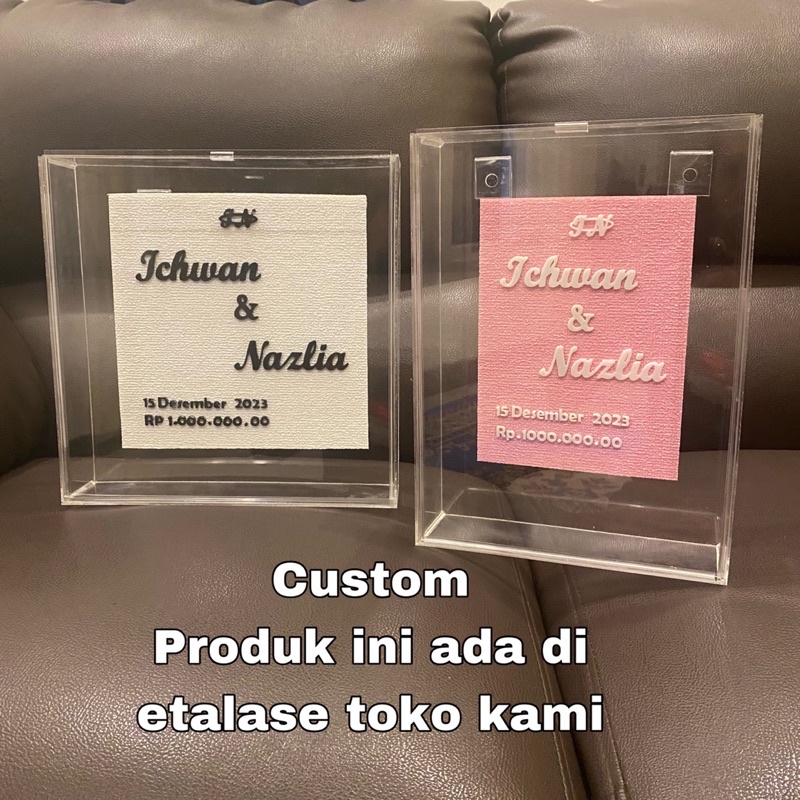 IN
Ichwan
&
Nazlia
15 Desember 2023
RP 1.000.000.00
IN
Ichwan
&
Nazlia
15 Desember 2023
Rp.1000.000.00
Custom
Produk ini ada di
etalase toko kami